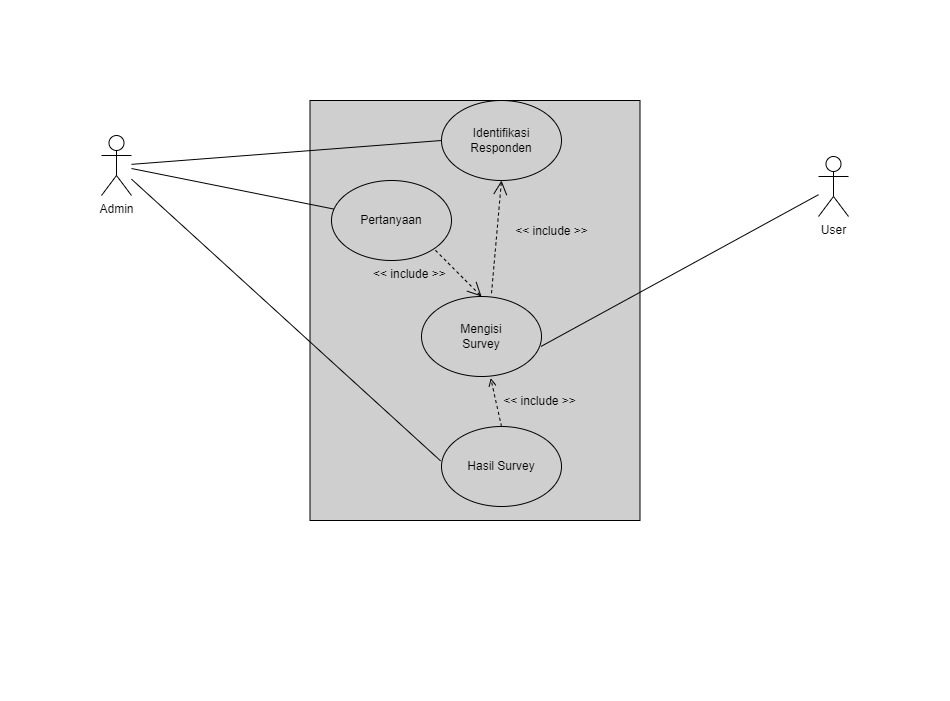 Identifikasi
Responden
Admin
Pertanyaan
User
<< include >>
<< include >>
Mengisi
Survey
<< include >>
Hasil Survey